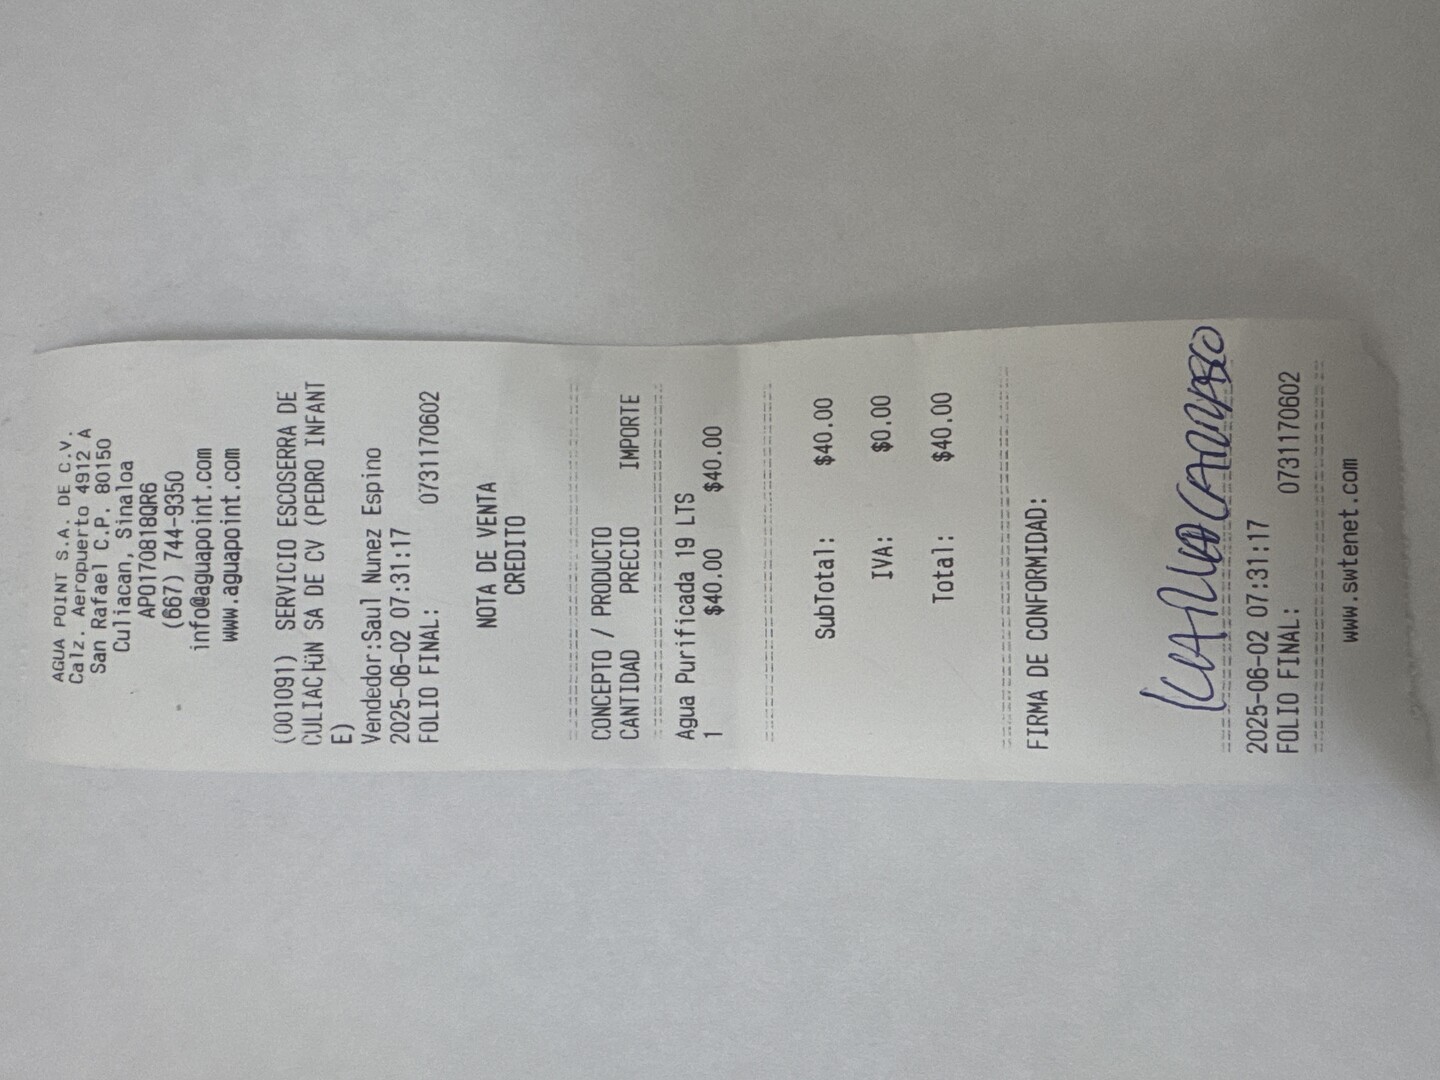 AGUA POINT S.A. DE C.V.
Calz. Aeropuerto 4912 A
San Rafael C.P. 80150
Culiacan, Sinaloa
APO170818QR6
(667) 744-9350
info@aguapoint.com
www.aguapoint.com
(001091) SERVICIO ESCOSERRA DE
CULIAC├üN SA DE CV (PEDRO INFANT
E)
Vendedor:Saul Nunez Espino
2025-06-02 07:31:17
FOLIO FINAL: 0731170602
NOTA DE VENTA
CREDITO
CONCEPTO / PRODUCTO
CANTIDAD PRECIO IMPORTE
Agua Purificada 19 LTS
1 $40.00 $40.00
SubTotal: $40.00
IVA: $0.00
Total: $40.00
FIRMA DE CONFORMIDAD:
2025-06-02 07:31:17
FOLIO FINAL: 0731170602
www.swtenet.com